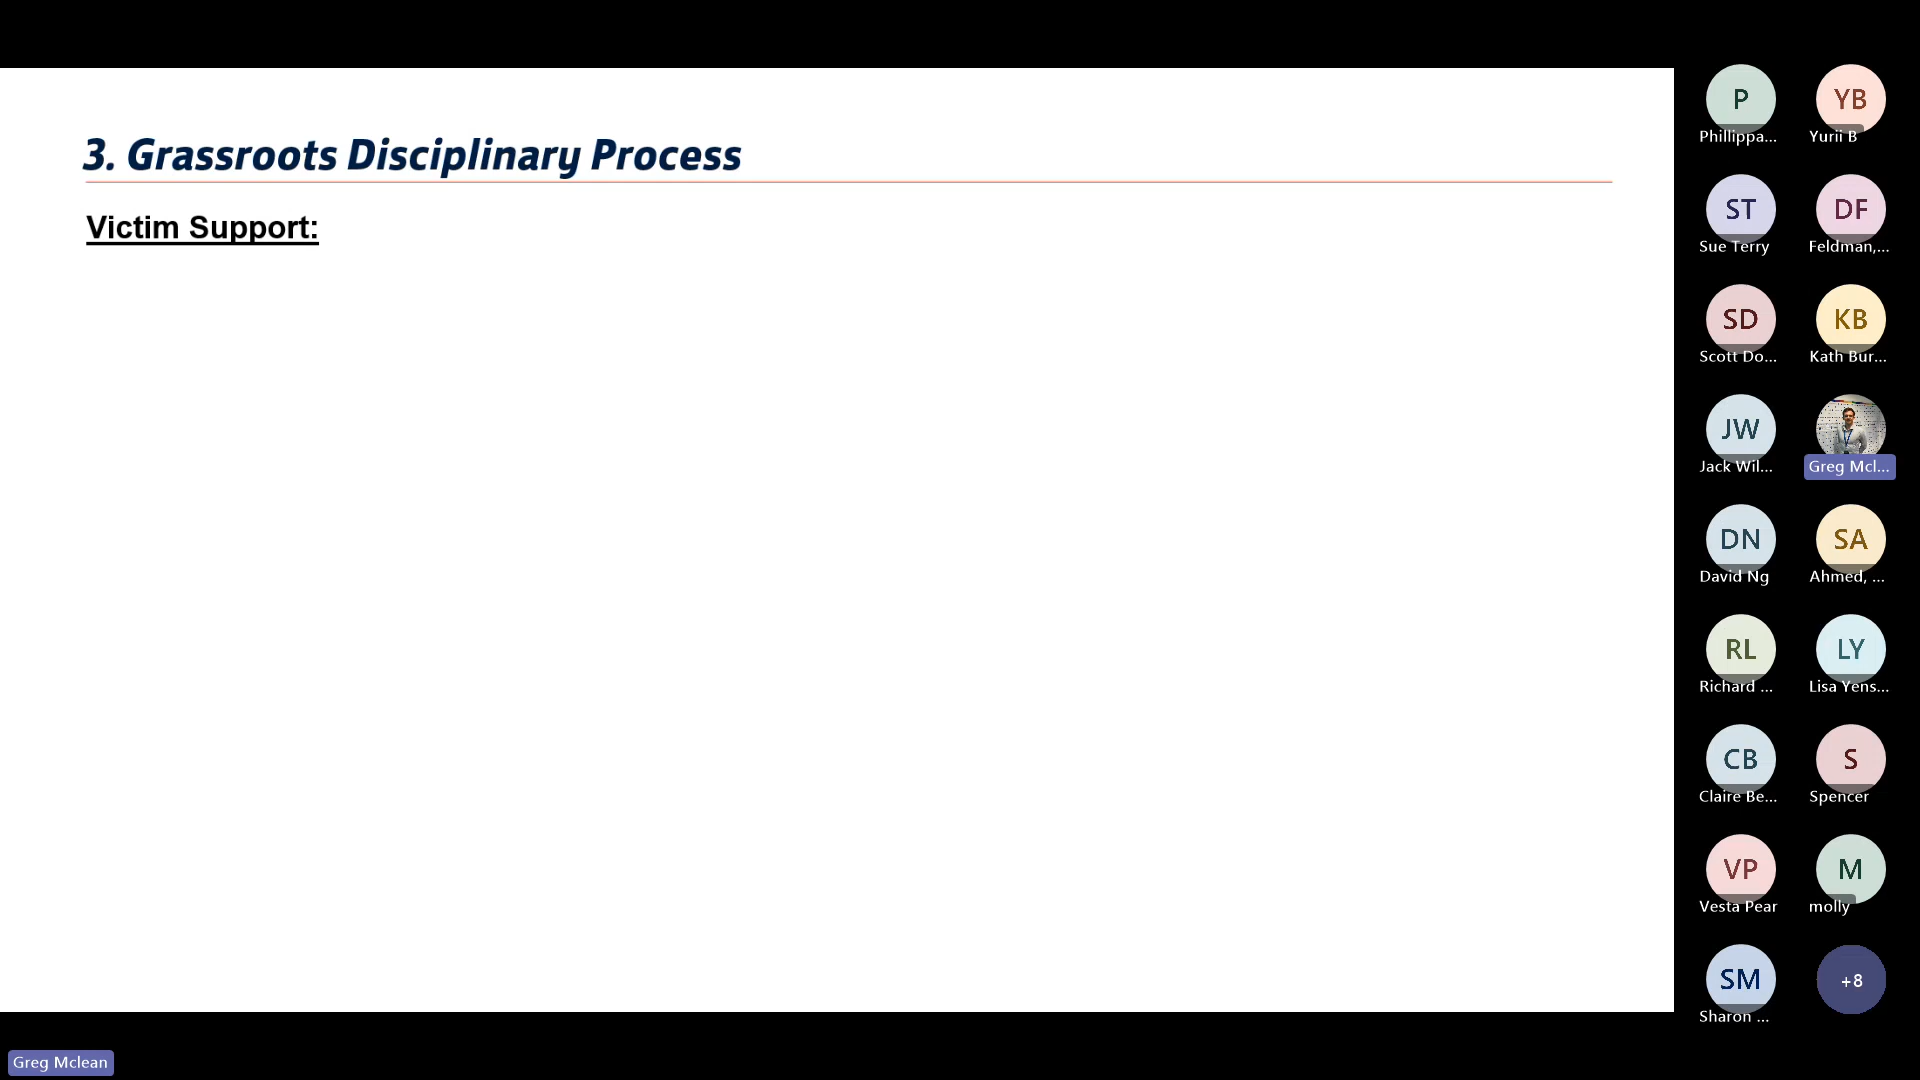 3. Grassroots Disciplinary Process
Victim Support:
P
Phillippa...
YB
Yurii B
ST
Sue Terry
DF
Feldman,...
SD
Scott Do...
KB
Kath Bur...
JW
Jack Wil...
Greg Mcl...
DN
David Ng
SA
Ahmed, ...
RL
Richard ...
LY
Lisa Yens...
CB
Claire Be...
S
Spencer
VP
Vesta Pear
M
molly
SM
Sharon ...
+8
Greg Mclean